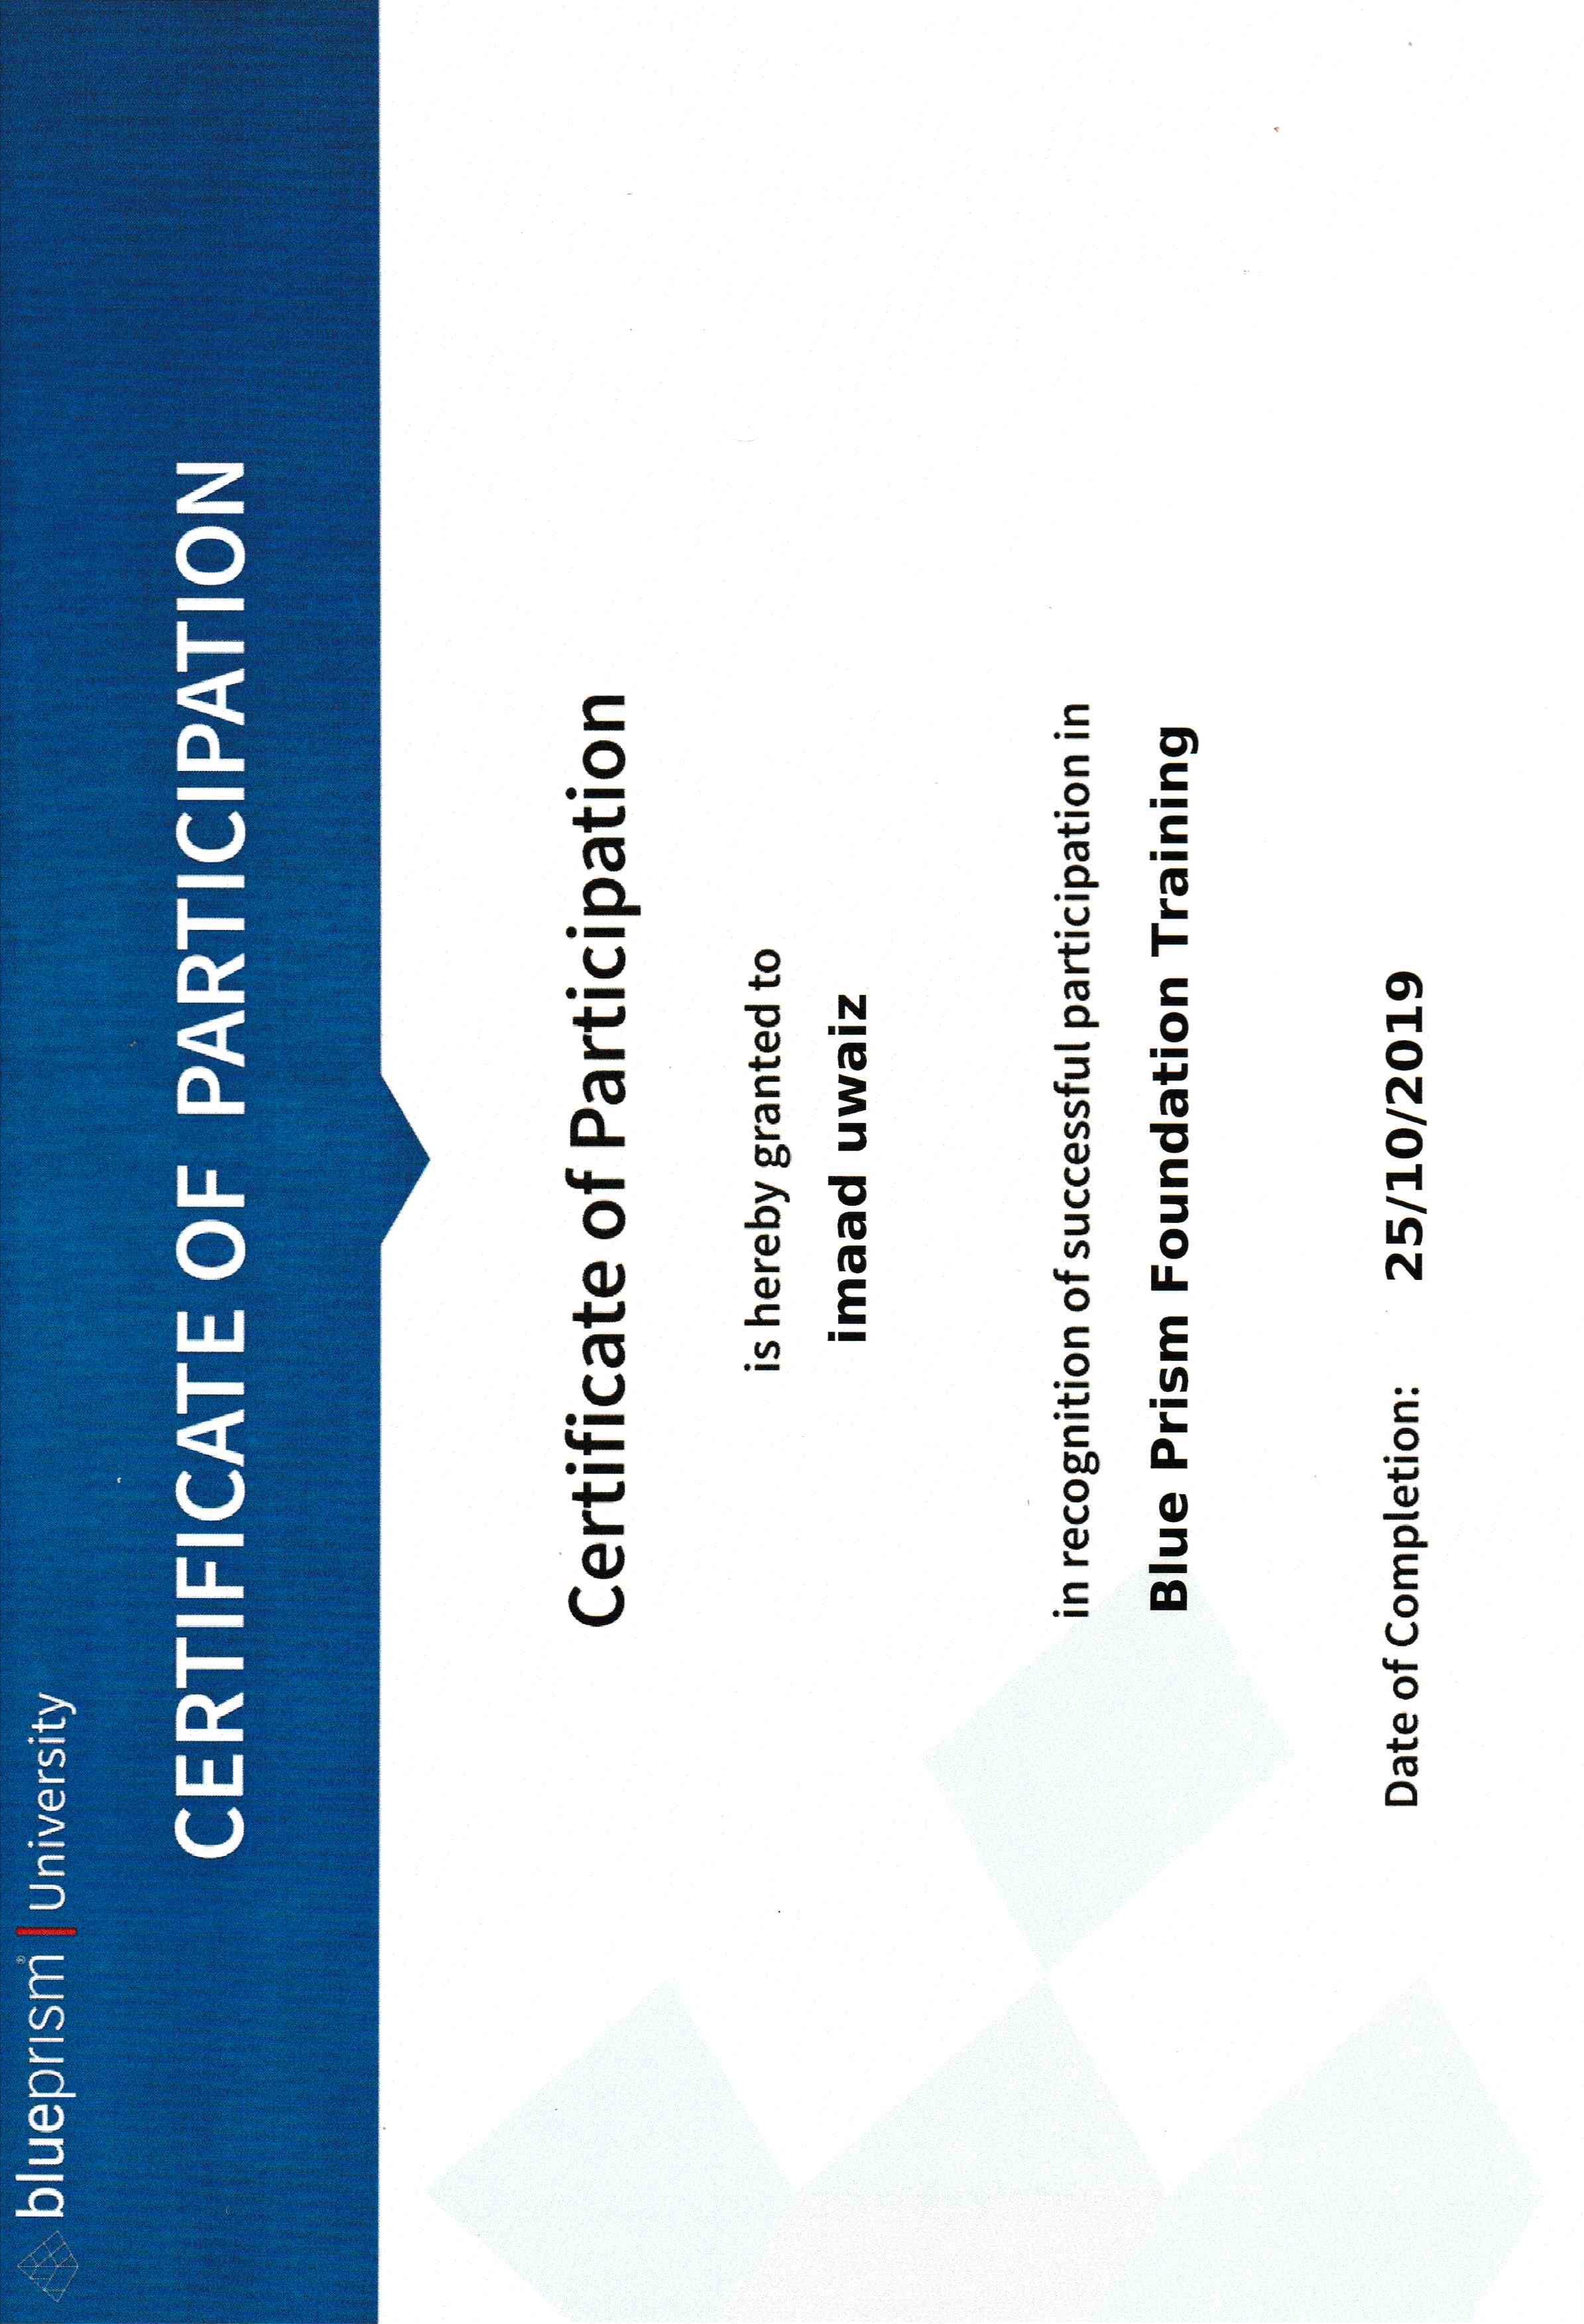 blueprism® | University
CERTIFICATE OF PARTICIPATION
Certificate of Participation
is hereby granted to
imaad uwaiz
in recognition of successful participation in
Blue Prism Foundation Training
Date of Completion: 25/10/2019